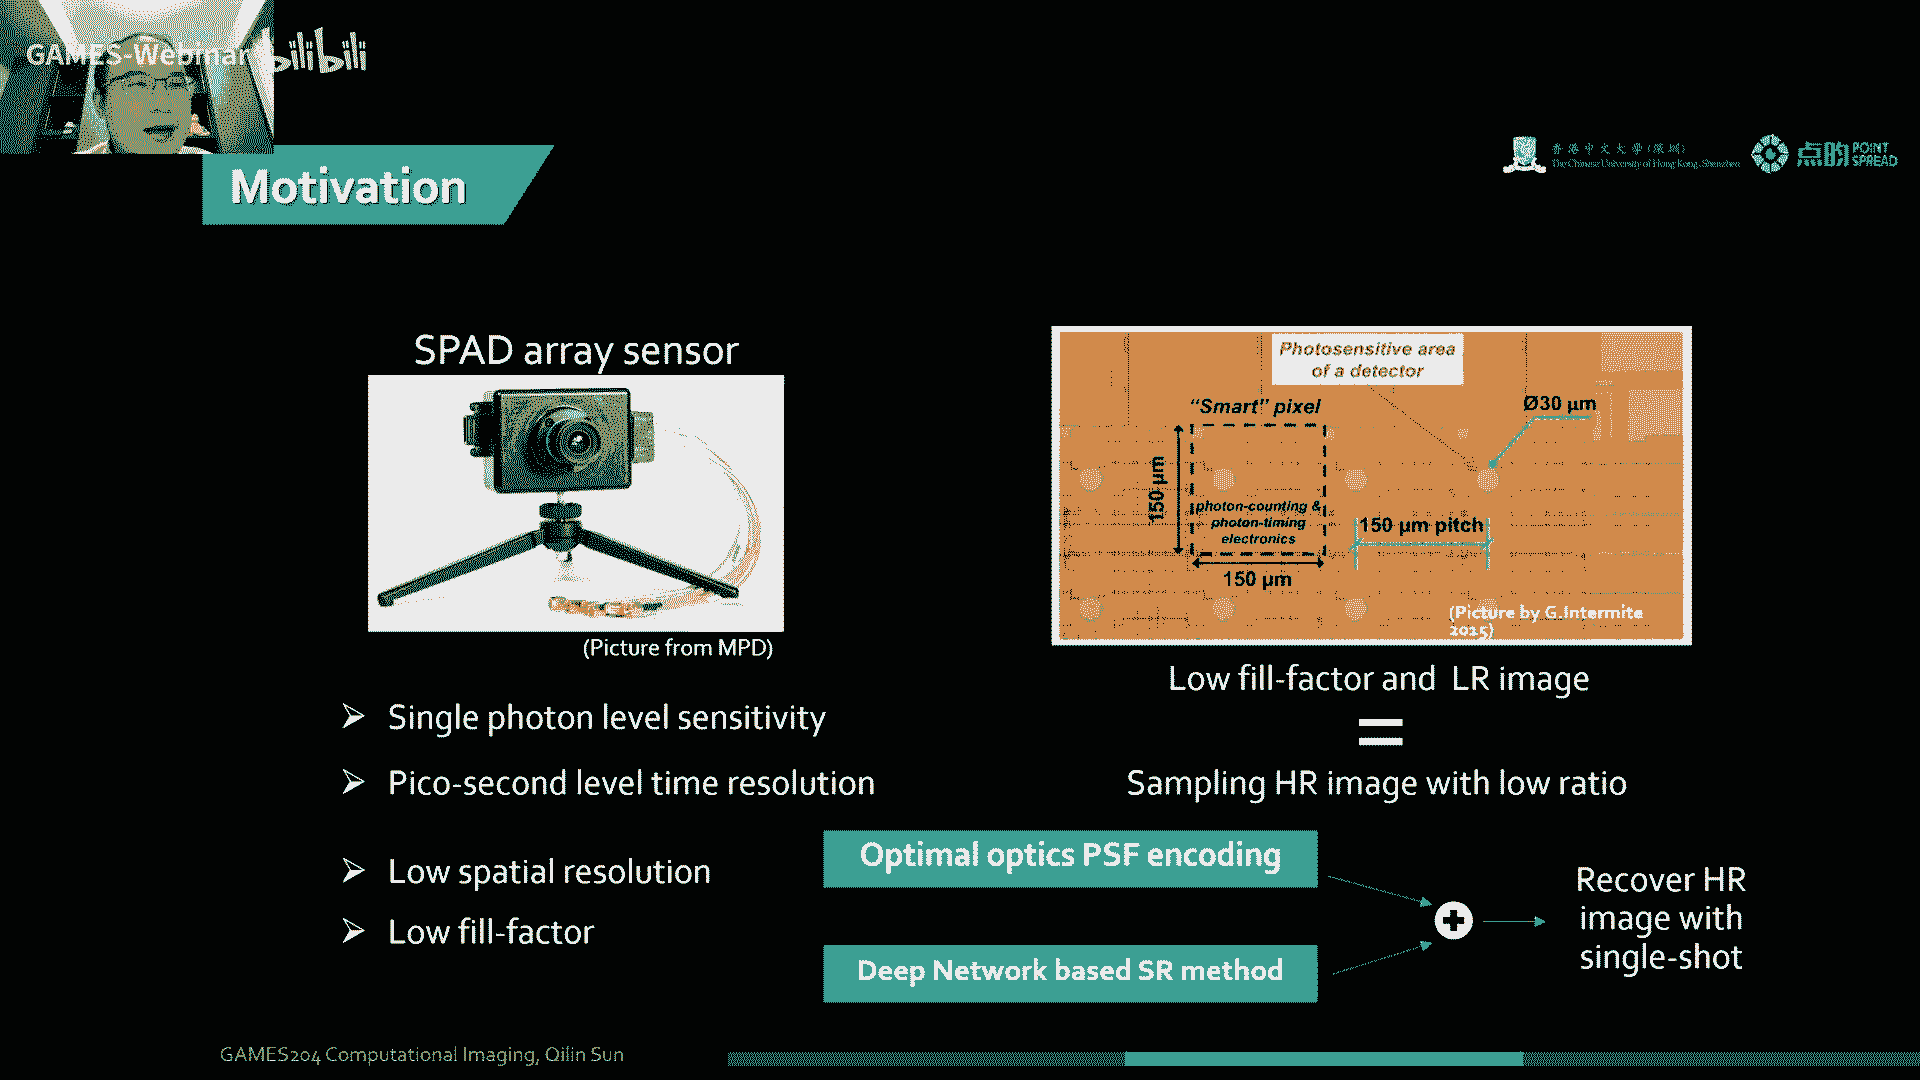 GAMES-Webinar bilibili
香港中文大學(深圳)
The Chinese University of Hong Kong, Shenzhen
点昀 POINT SPREAD
Motivation
SPAD array sensor
(Picture from MPD)
Single photon level sensitivity
Pico-second level time resolution
Low spatial resolution
Low fill-factor
Photosensitive area
of a detector
"Smart" pixel
Ø30 µm
150 µm
photon-counting &
photon-timing
electronics
150 µm pitch
150 µm
(Picture by G.Intermite
2015)
Low fill-factor and LR image
=
Sampling HR image with low ratio
Optimal optics PSF encoding
Deep Network based SR method
Recover HR
image with
single-shot
GAMES204 Computational Imaging, Qilin Sun